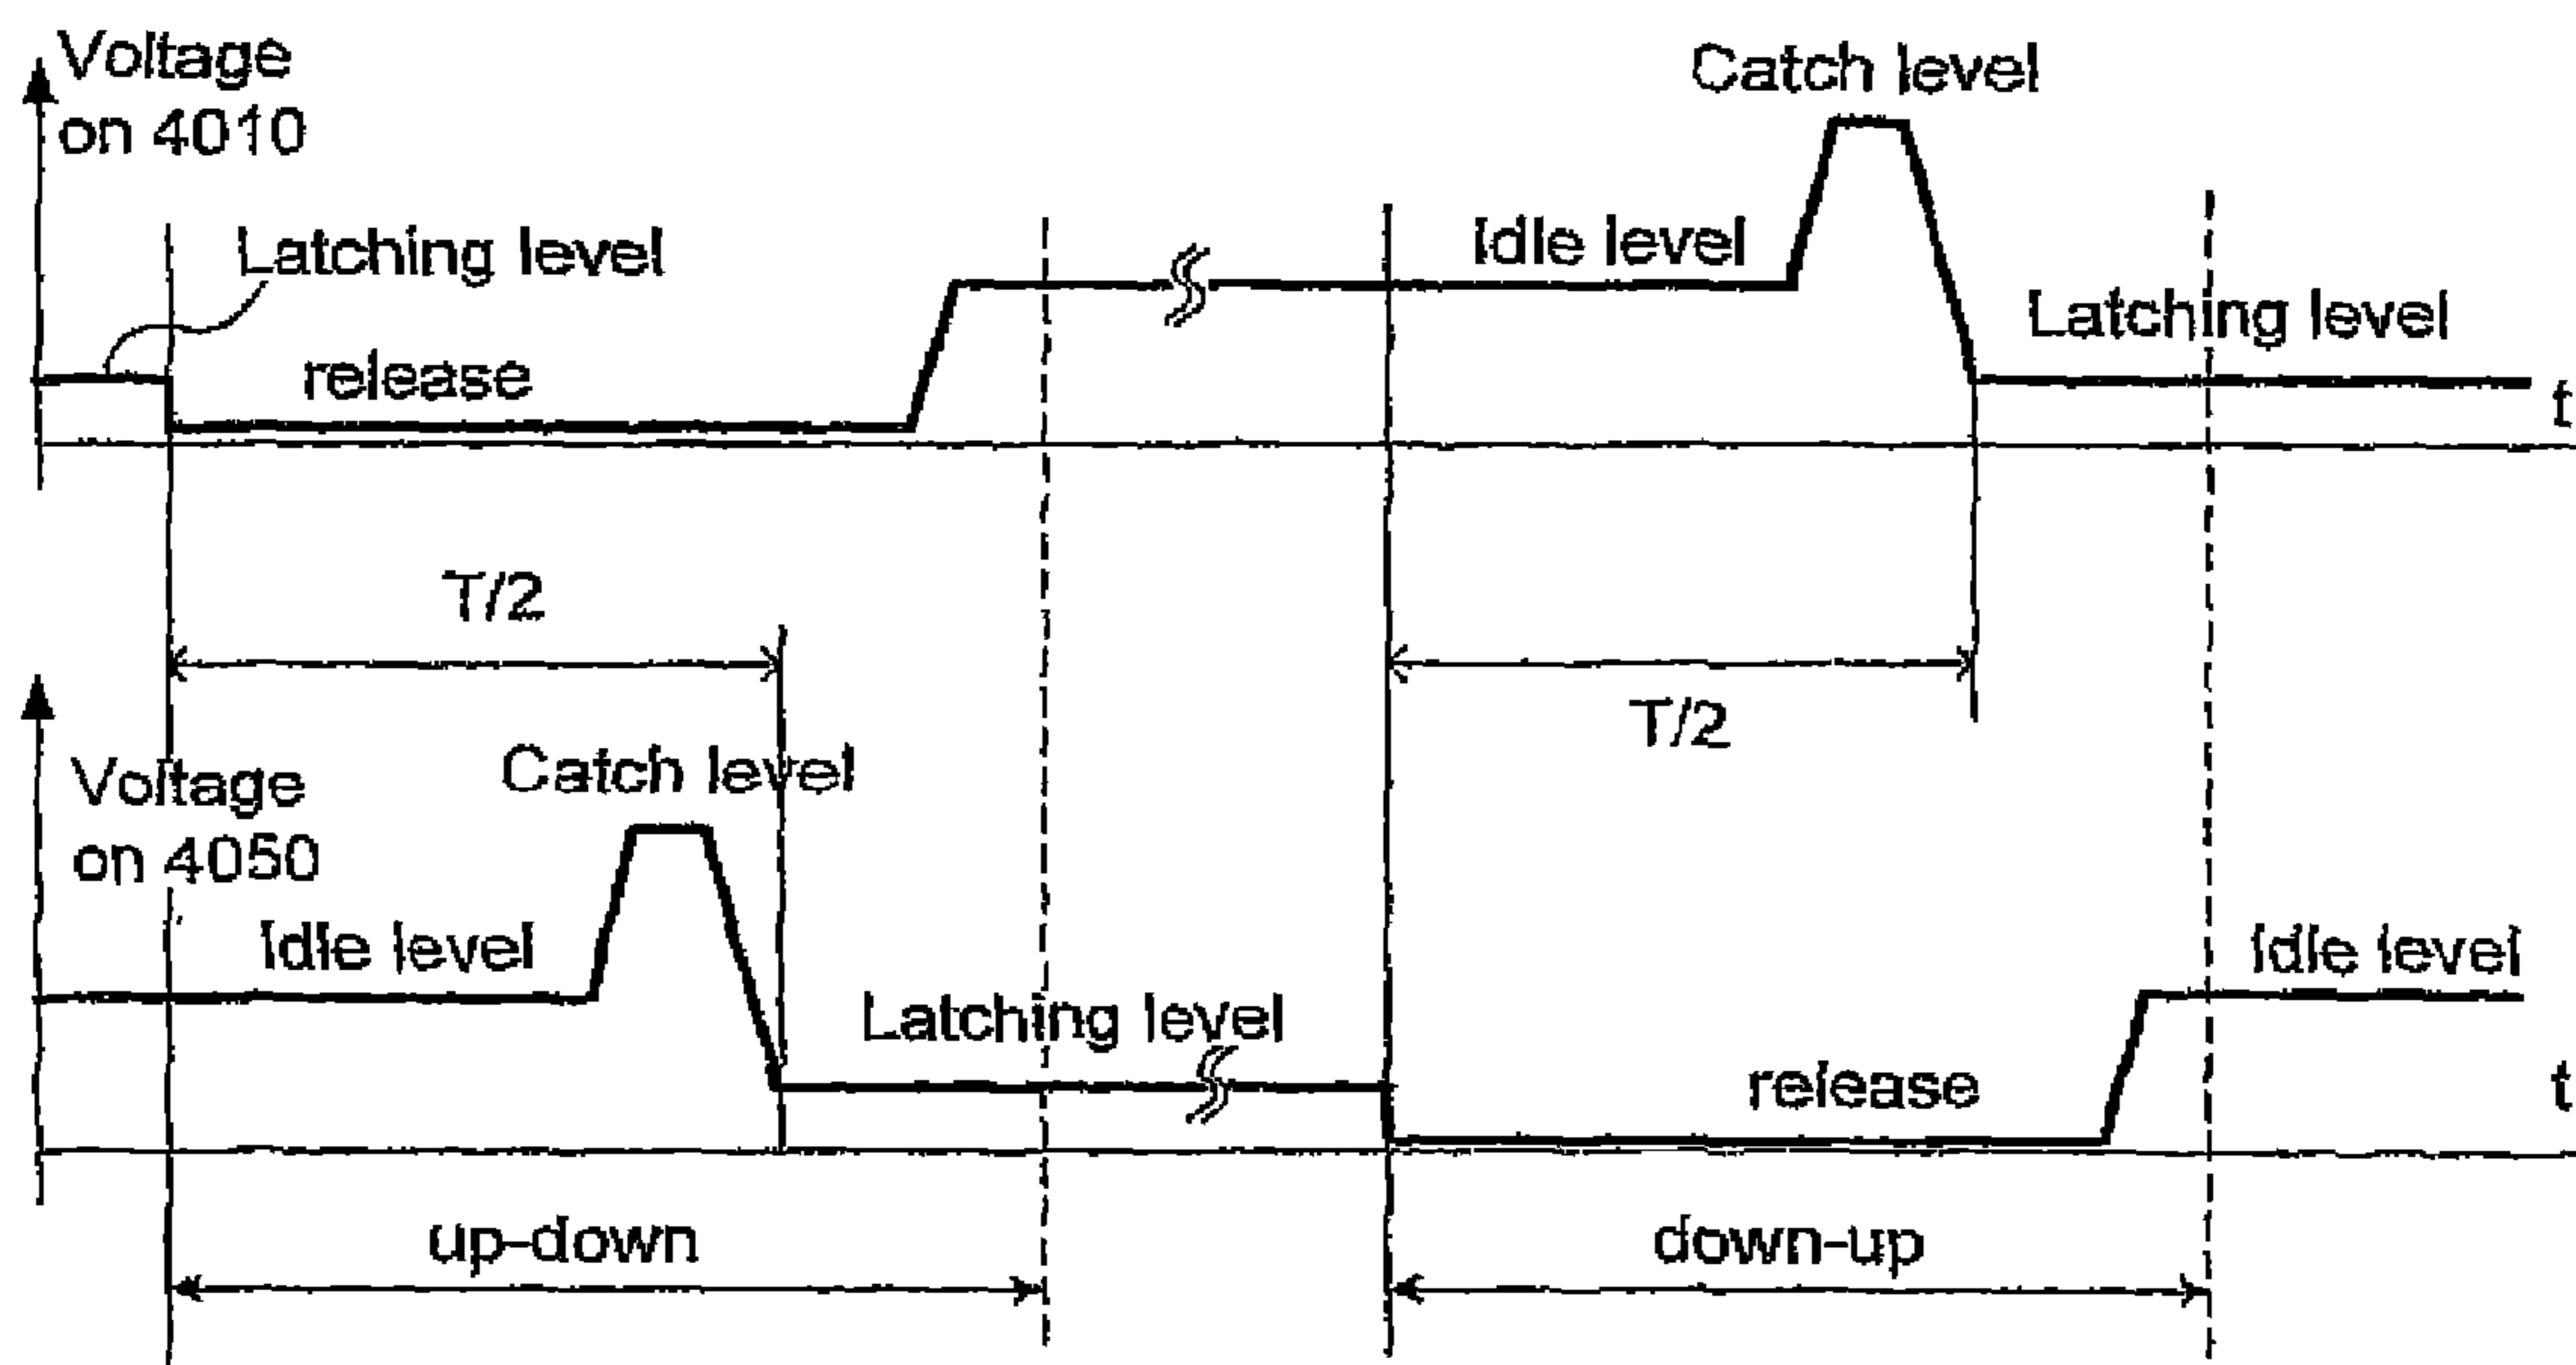 Voltage
on 4010
Catch level
Latching level
Idle level
release
Latching level
t
T/2
T/2
Voltage
on 4050
Catch level
Idle level
Latching level
Idle level
release
t
up-down
down-up